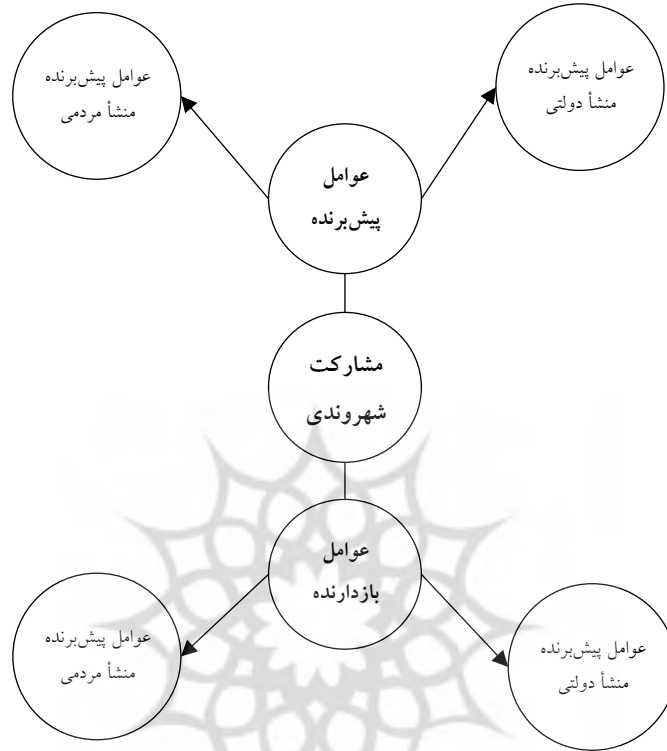 عوامل پیش‌برنده
منشأ دولتی
عوامل پیش‌برنده
منشأ مردمی
عوامل
پیش‌برنده
مشارکت
شهروندی
عوامل
بازدارنده
عوامل پیش‌برنده
منشأ دولتی
عوامل پیش‌برنده
منشأ مردمی